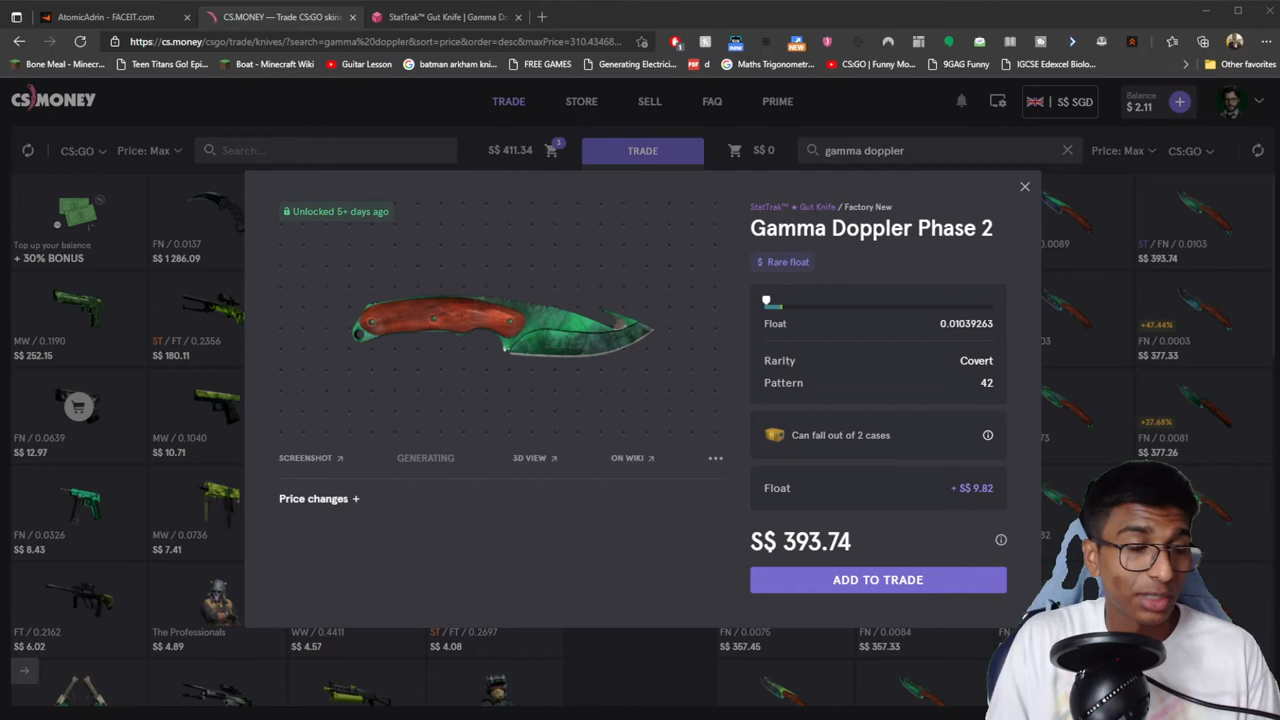 AtomicAdrin - FACEIT.com
CS.MONEY — Trade CS:GO skin
StatTrak™ Gut Knife | Gamma Do
https://cs.money/csgo/trade/knives/?search=gamma%20doppler&sort=price&order=desc&maxPrice=310.43468...
Bone Meal - Minecr...
Teen Titans Go! Epi...
Boat - Minecraft Wiki
Guitar Lesson
batman arkham kni...
FREE GAMES
Generating Electrici...
d
Maths Trigonometr...
CS:GO | Funny Mo...
9GAG Funny
IGCSE Edexcel Biolo...
Other favorites
CS.MONEY
TRADE
STORE
SELL
FAQ
PRIME
S$ SGD
Balance
$ 2.11
CS:GO
Price: Max
Search...
S$ 411.34
3
TRADE
S$ 0
gamma doppler
Price: Max
CS:GO
Top up your balance
+ 30% BONUS
FN / 0.0137
S$ 1 286.09
MW / 0.1190
S$ 252.15
ST / FT / 0.2356
S$ 180.11
FN / 0.0639
S$ 12.97
MW / 0.1040
S$ 10.71
FN / 0.0326
S$ 8.43
MW / 0.0736
S$ 7.41
FT / 0.2162
S$ 6.02
The Professionals
S$ 4.89
WW / 0.4411
S$ 4.57
ST / FT / 0.2697
S$ 4.08
Unlocked 5+ days ago
SCREENSHOT
GENERATING
3D VIEW
ON WIKI
Price changes +
StatTrak™ ★ Gut Knife / Factory New
Gamma Doppler Phase 2
$ Rare float
Float
0.01039263
Rarity
Covert
Pattern
42
Can fall out of 2 cases
Float
+ S$ 9.82
S$ 393.74
ADD TO TRADE
0089
ST / FN / 0.0103
S$ 393.74
+47.44%
FN / 0.0003
S$ 377.33
+27.68%
FN / 0.0081
S$ 377.26
FN / 0.0075
S$ 357.45
FN / 0.0084
S$ 357.33